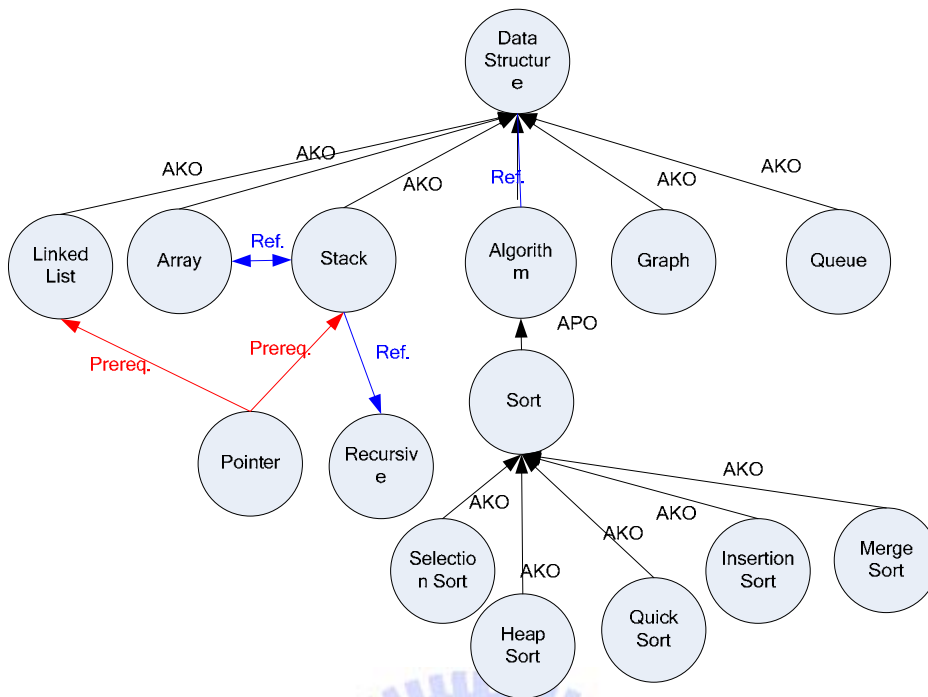 Data
Structur
e
AKO
AKO
AKO
Ref.
AKO
AKO
Linked
List
Array
Ref.
Stack
Algorith
m
Graph
Queue
Prereq.
Prereq.
Ref.
APO
Pointer
Recursiv
e
Sort
AKO
AKO
AKO
AKO
AKO
Selectio
n Sort
Heap
Sort
Quick
Sort
Insertion
Sort
Merge
Sort